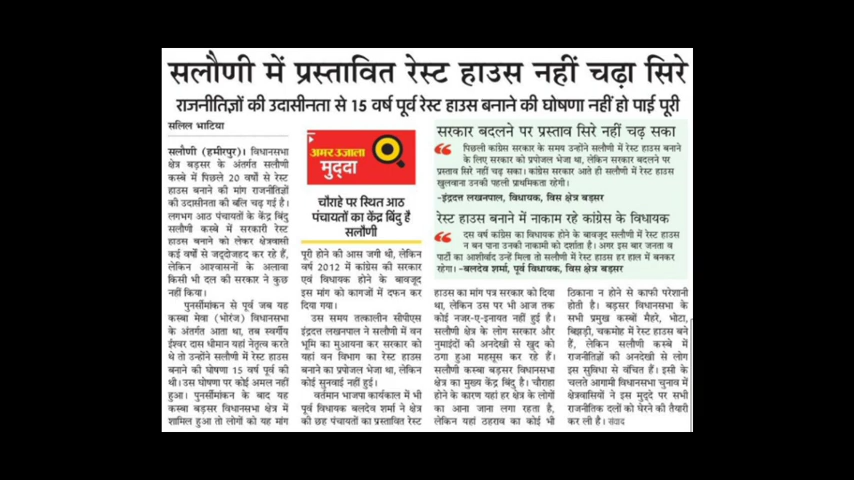 सलौणी में प्रस्तावित रेस्ट हाउस नहीं चढ़ा सिरे
राजनीतिज्ञों की उदासीनता से 15 वर्ष पूर्व रेस्ट हाउस बनाने की घोषणा नहीं हो पाई पूरी
सलिल भाटिया
सलौणी (हमीरपुर)। विधानसभा
क्षेत्र बड़सर के अंतर्गत सलौणी
कस्बे में पिछले 20 वर्षों से रेस्ट
हाउस बनाने की मांग राजनीतिज्ञों
की उदासीनता की बलि चढ़ गई है।
लगभग आठ पंचायतों के केंद्र बिंदु
सलौणी कस्बे में सरकारी रेस्ट
हाउस बनाने को लेकर क्षेत्रवासी
कई वर्षों से जद्दोजहद कर रहे हैं,
लेकिन आश्वासनों के अलावा
किसी भी दल की सरकार ने कुछ
नहीं किया।
पुनर्सीमांकन से पूर्व जब यह
कस्बा मेवा (भोरंज) विधानसभा
के अंतर्गत आता था, तब स्वर्गीय
ईश्वर दास धीमान यहां नेतृत्व करते
थे तो उन्होंने सलौणी में रेस्ट हाउस
बनाने की घोषणा 15 वर्ष पूर्व की
थी। उस घोषणा पर कोई अमल नहीं
हुआ। पुनर्सीमांकन के बाद यह
कस्बा बड़सर विधानसभा क्षेत्र में
शामिल हुआ तो लोगों को यह मांग
अमर उजाला
मुद्दा
चौराहे पर स्थित आठ
पंचायतों का केंद्र बिंदु है
सलौणी
पूरी होने की आस जगी थी, लेकिन
वर्ष 2012 में कांग्रेस की सरकार
एवं विधायक होने के बावजूद
इस मांग को कागजों में दफन कर
दिया गया।
उस समय तत्कालीन सीपीएस
इंद्रदत्त लखनपाल ने सलौणी में वन
भूमि का मुआयना कर सरकार को
यहां वन विभाग का रेस्ट हाउस
बनाने का प्रपोजल भेजा था, लेकिन
कोई सुनवाई नहीं हुई।
वर्तमान भाजपा कार्यकाल में भी
पूर्व विधायक बलदेव शर्मा ने क्षेत्र
की छह पंचायतों का प्रस्तावित रेस्ट
सरकार बदलने पर प्रस्ताव सिरे नहीं चढ़ सका
पिछली कांग्रेस सरकार के समय उन्होंने सलौणी में रेस्ट हाउस बनाने
के लिए सरकार को प्रपोजल भेजा था, लेकिन सरकार बदलने पर
प्रस्ताव सिरे नहीं चढ़ सका। कांग्रेस सरकार आते ही सलौणी में रेस्ट हाउस
खुलवाना उनकी पहली प्राथमिकता रहेगी।
-इंद्रदत्त लखनपाल, विधायक, विस क्षेत्र बड़सर
रेस्ट हाउस बनाने में नाकाम रहे कांग्रेस के विधायक
दस वर्ष कांग्रेस का विधायक होने के बावजूद सलौणी में रेस्ट हाउस
न बन पाना उनकी नाकामी को दर्शाता है। अगर इस बार जनता व
पार्टी का आशीर्वाद उन्हें मिला तो सलौणी में रेस्ट हाउस हर हाल में बनकर
रहेगा। -बलदेव शर्मा, पूर्व विधायक, विस क्षेत्र बड़सर
हाउस का मांग पत्र सरकार को दिया
था, लेकिन उस पर भी आज तक
कोई नजर-ए-इनायत नहीं हुई है।
सलौणी क्षेत्र के लोग सरकार और
नुमाइंदों की अनदेखी से खुद को
ठगा हुआ महसूस कर रहे हैं।
सलौणी कस्बा बड़सर विधानसभा
क्षेत्र का मुख्य केंद्र बिंदु है। चौराहा
होने के कारण यहां हर क्षेत्र के लोगों
का आना जाना लगा रहता है,
लेकिन यहां ठहराव का कोई भी
ठिकाना न होने से काफी परेशानी
होती है। बड़सर विधानसभा के
सभी प्रमुख कस्बों मैहरे, भोटा,
बिझड़ी, चकमोह में रेस्ट हाउस बने
हैं, लेकिन सलौणी कस्बे में
राजनीतिज्ञों की अनदेखी से लोग
इस सुविधा से वंचित हैं। इसी के
चलते आगामी विधानसभा चुनाव में
क्षेत्रवासियों ने इस मुद्दे पर सभी
राजनीतिक दलों को घेरने की तैयारी
कर ली है। संवाद